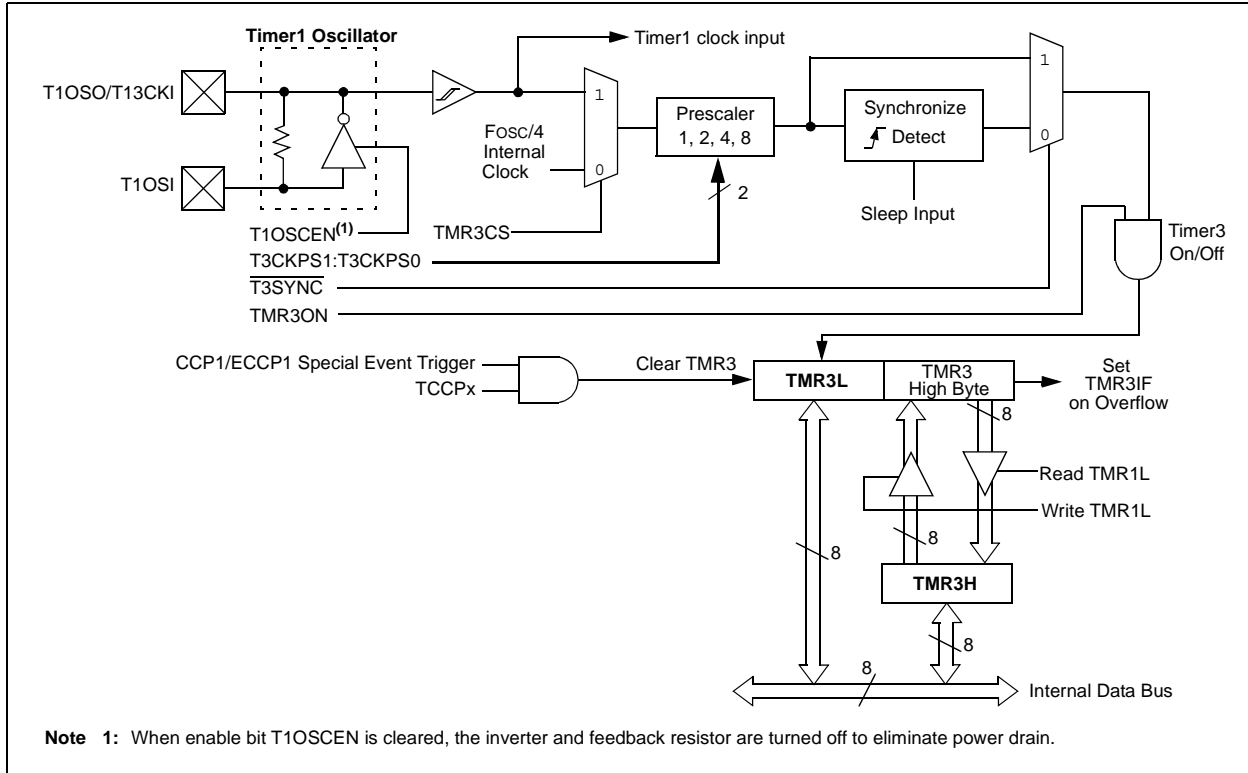 Timer1 Oscillator
Timer1 clock input
T1OSO/T13CKI
T1OSI
1
0
FOSC/4
Internal
Clock
Prescaler
1, 2, 4, 8
2
Synchronize
Detect
Sleep Input
1
0
T1OSCEN(1)
TMR3CS
T3CKPS1:T3CKPS0
T3SYNC
TMR3ON
Timer3
On/Off
CCP1/ECCP1 Special Event Trigger
TCCPx
Clear TMR3
TMR3L
TMR3
High Byte
Set
TMR3IF
on Overflow
8
Read TMR1L
Write TMR1L
8
8
TMR3H
8
8
Internal Data Bus
Note 1: When enable bit T1OSCEN is cleared, the inverter and feedback resistor are turned off to eliminate power drain.